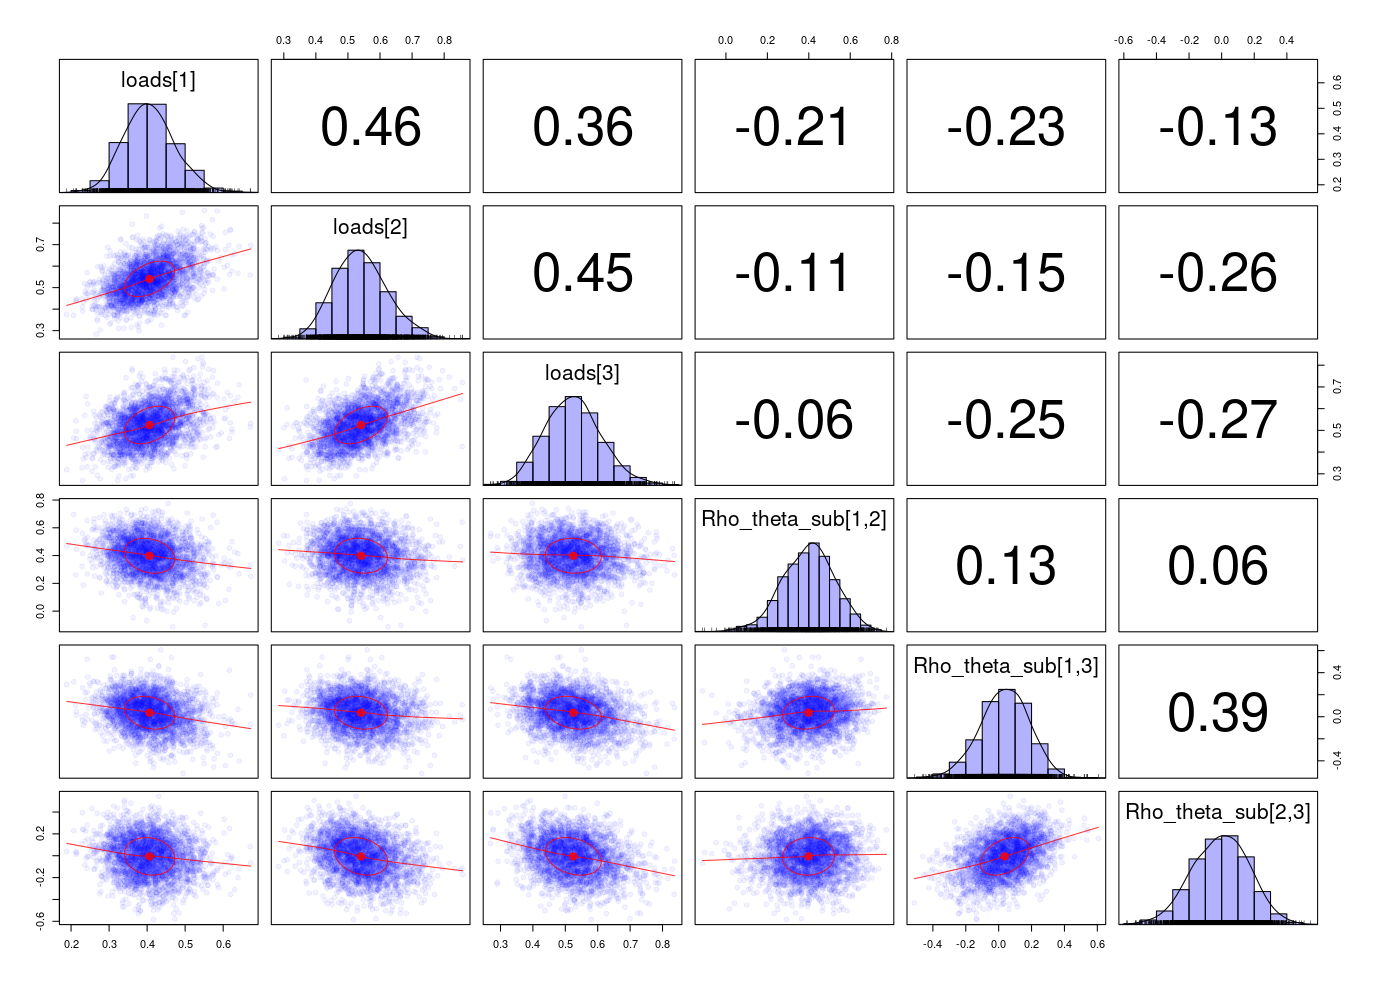 0.3 0.4 0.5 0.6 0.7 0.8
0.0 0.2 0.4 0.6 0.8
-0.6 -0.2 0.0 0.2 0.4
loads[1]
0.46
0.36
-0.21
-0.23
-0.13
0.2 0.3 0.4 0.5 0.6
0.3 0.5 0.7
loads[2]
0.45
-0.11
-0.15
-0.26
loads[3]
-0.06
-0.25
-0.27
0.3 0.5 0.7
0.0 0.2 0.4 0.6 0.8
Rho_theta_sub[1,2]
0.13
0.06
Rho_theta_sub[1,3]
0.39
-0.4 0.0 0.4
-0.6 -0.2 0.2
Rho_theta_sub[2,3]
0.2 0.3 0.4 0.5 0.6
0.3 0.4 0.5 0.6 0.7 0.8
-0.4 -0.2 0.0 0.2 0.4 0.6